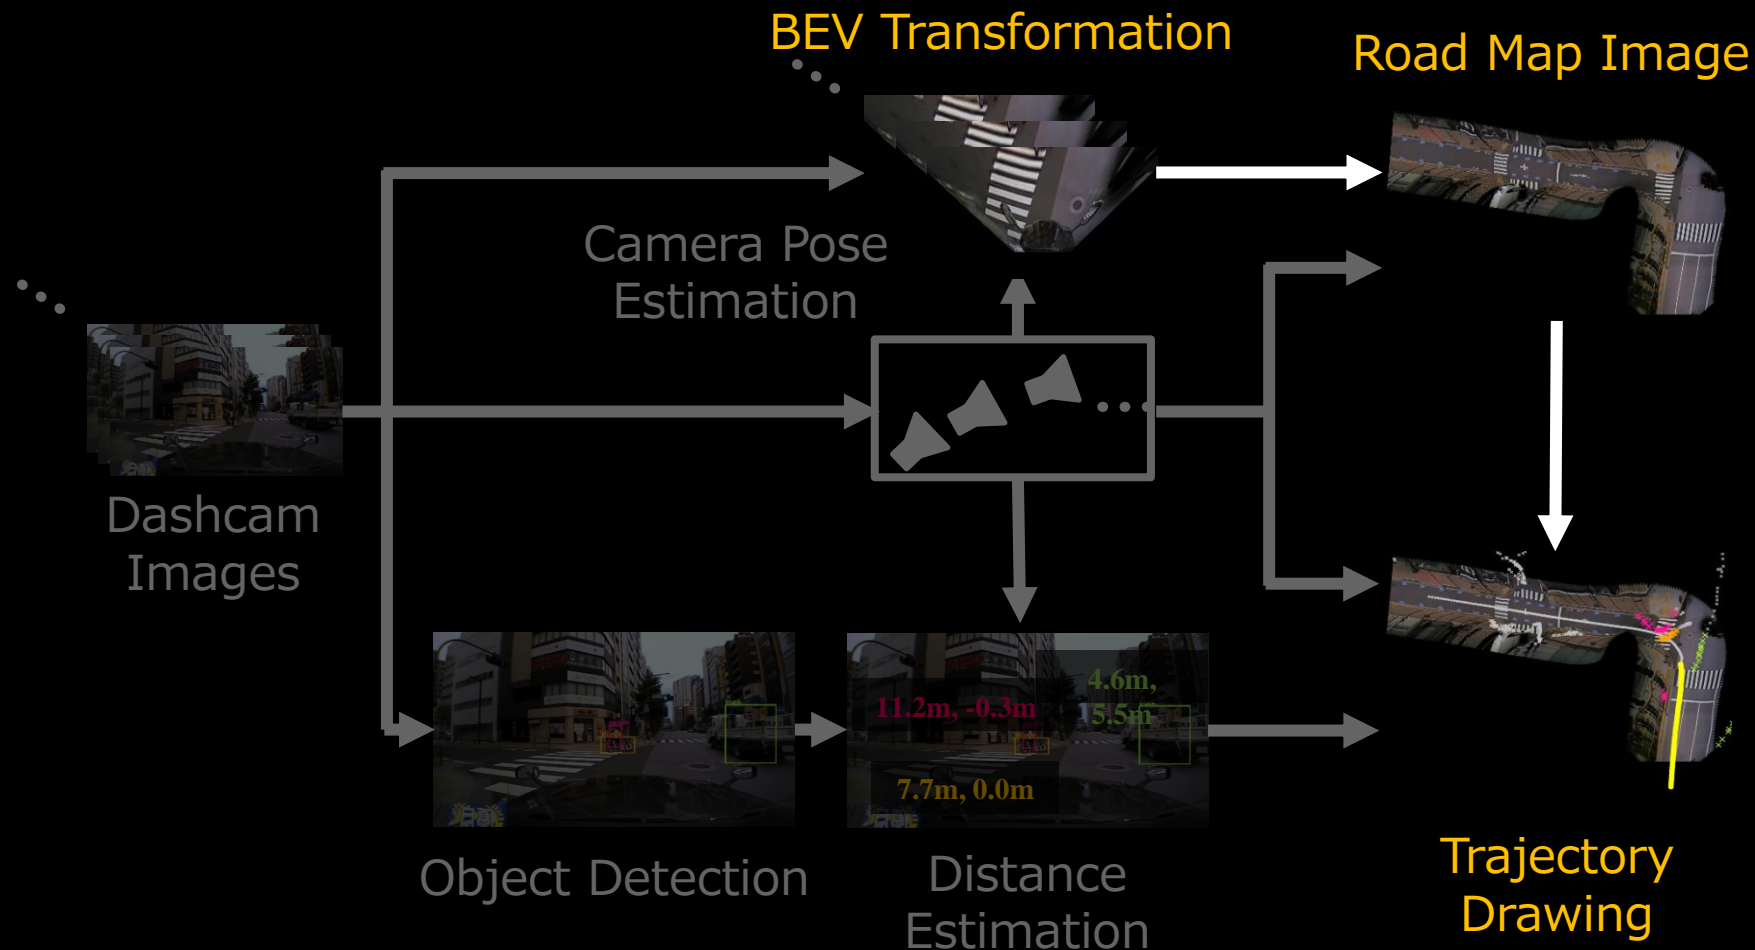 BEV Transformation
Road Map Image
Camera Pose
Estimation
Dashcam
Images
4.6m,
11.2m, -0.3m
5.5m
7.7m, 0.0m
Object Detection
Distance
Estimation
Trajectory
Drawing